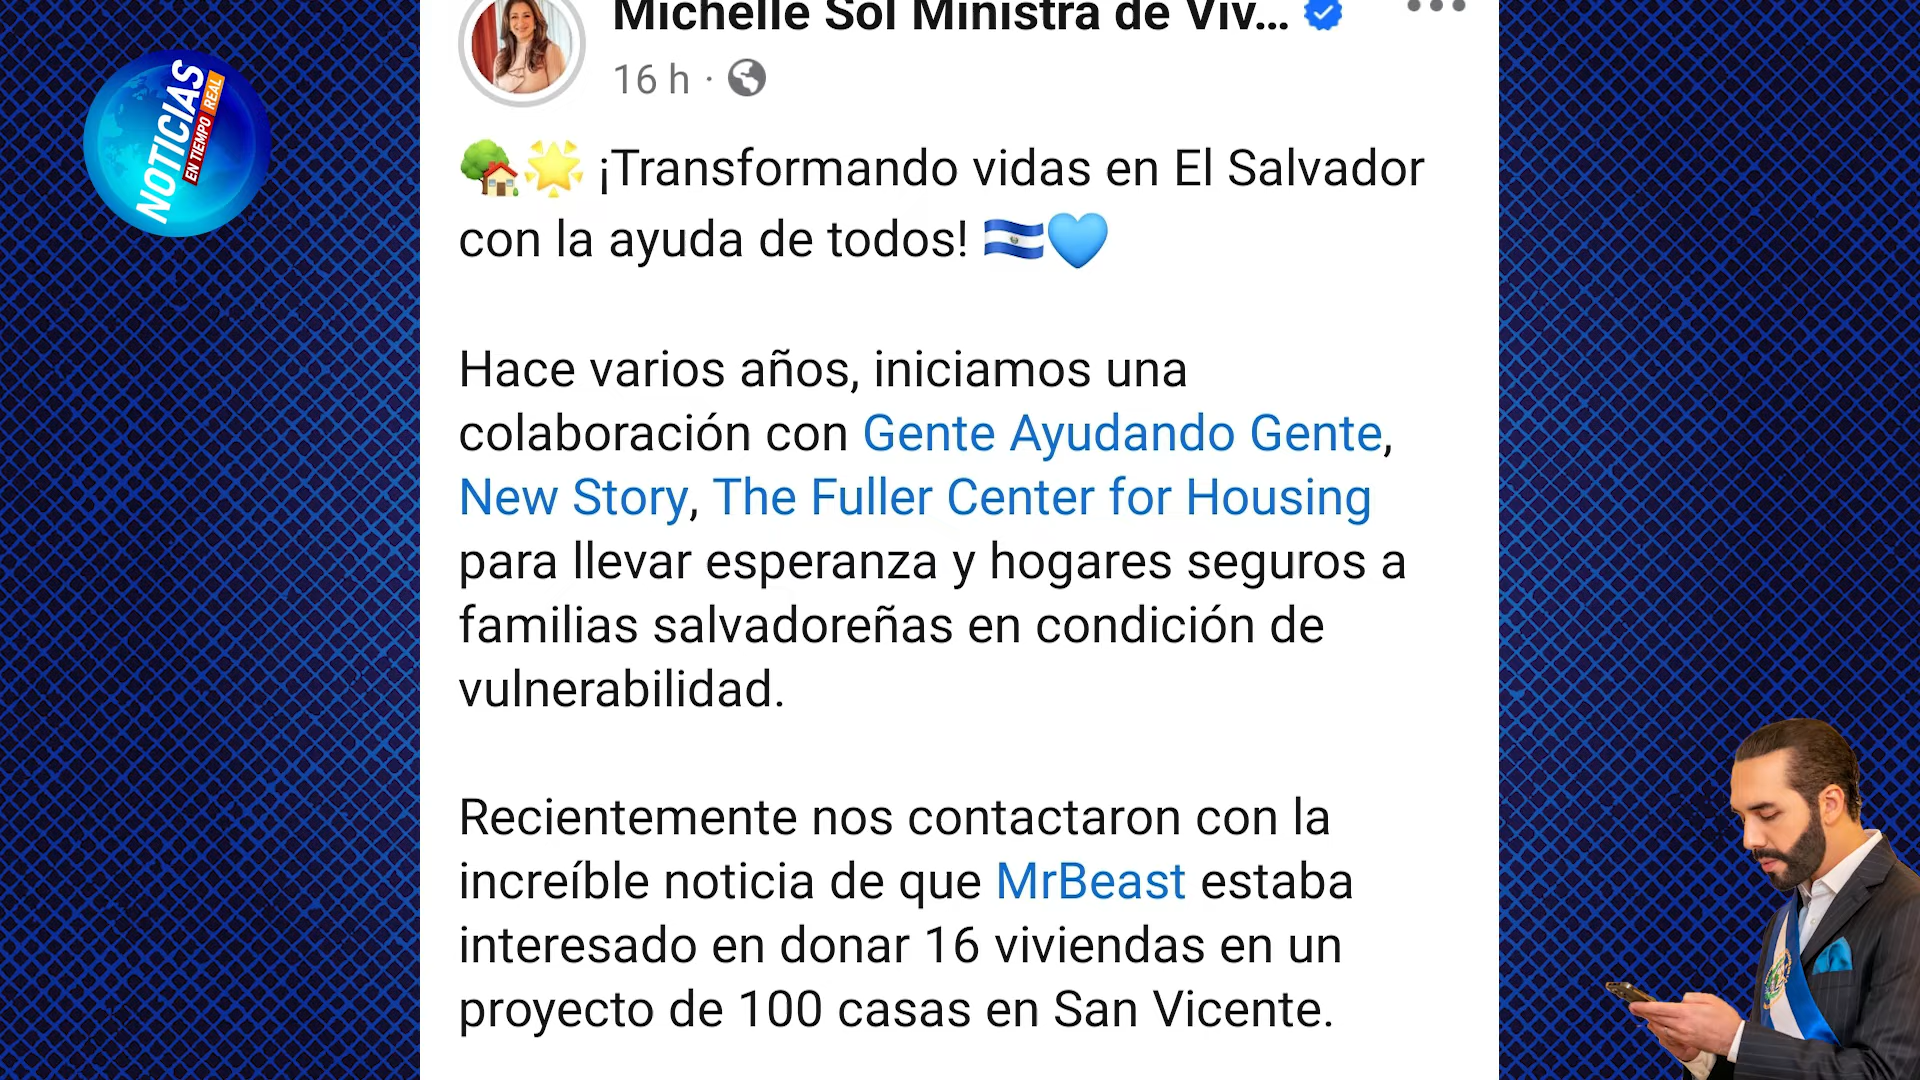 NOTICIAS
EN TIEMPO REAL
Michelle Sol Ministra de Viv...
16 h ·
¡Transformando vidas en El Salvador
con la ayuda de todos!
Hace varios años, iniciamos una
colaboración con Gente Ayudando Gente,
New Story, The Fuller Center for Housing
para llevar esperanza y hogares seguros a
familias salvadoreñas en condición de
vulnerabilidad.
Recientemente nos contactaron con la
increíble noticia de que MrBeast estaba
interesado en donar 16 viviendas en un
proyecto de 100 casas en San Vicente.